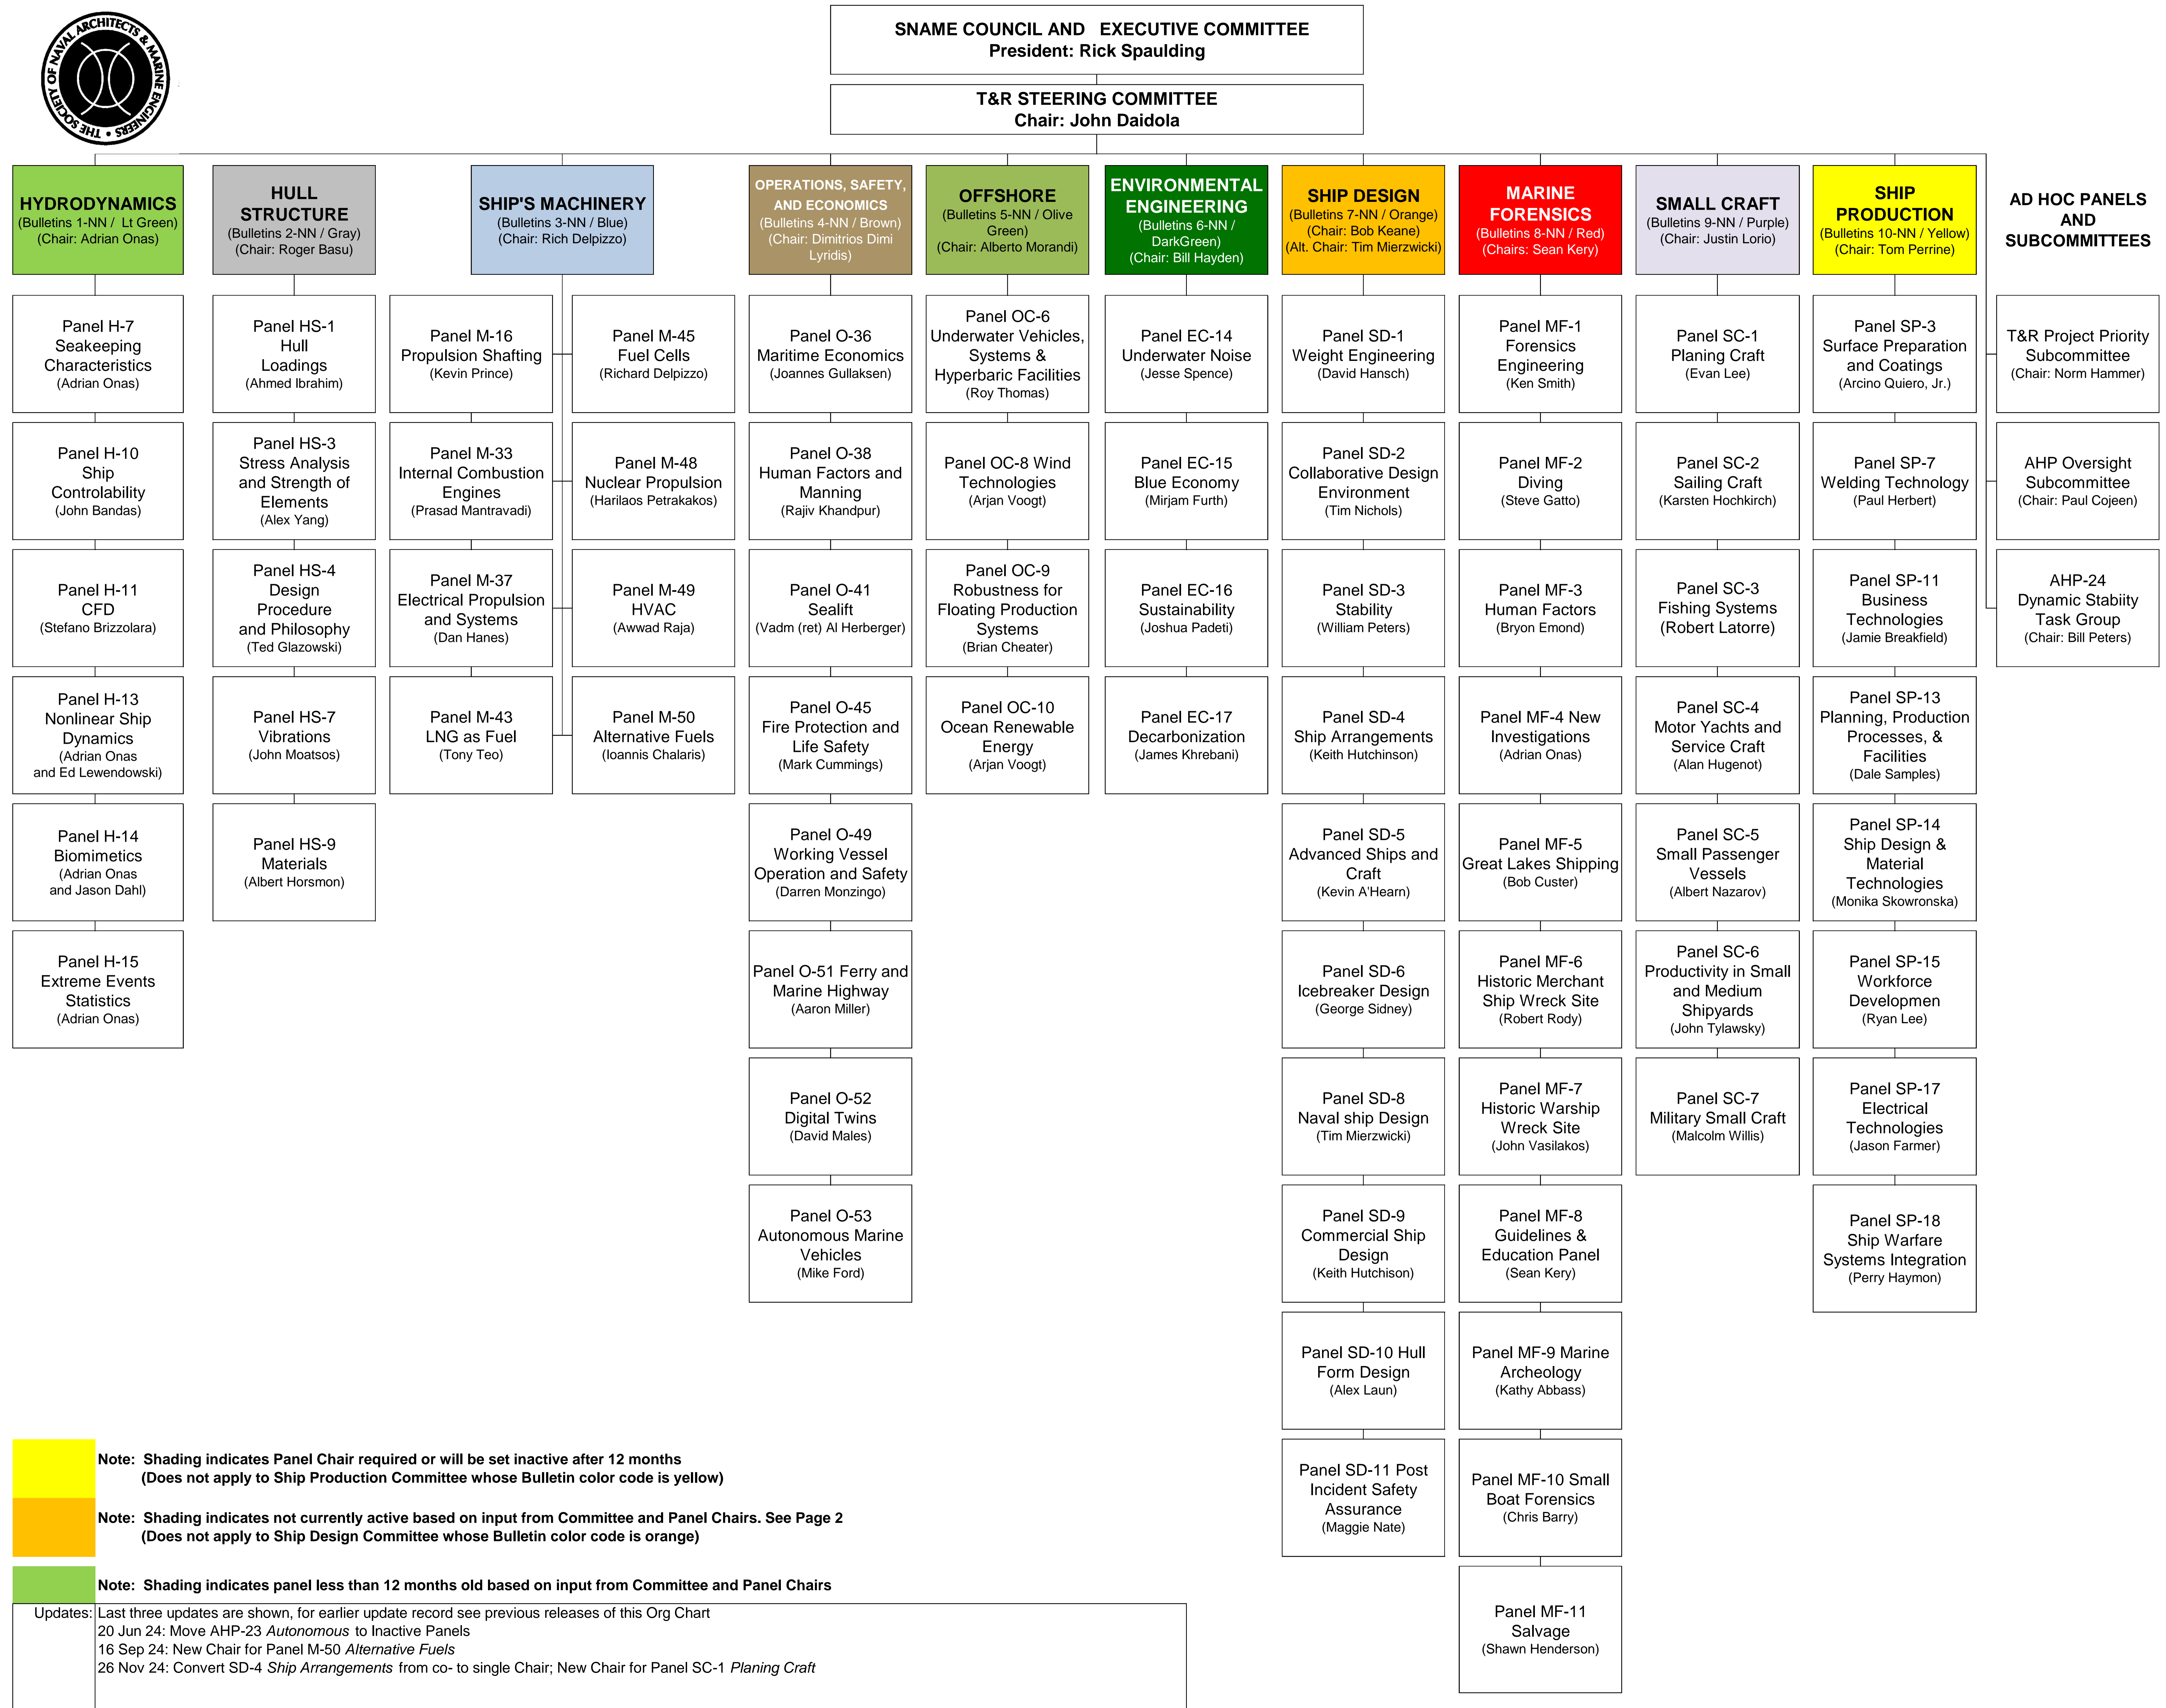 THE SOCIETY OF NAVAL ARCHITECTS & MARINE ENGINEERS •
SNAME COUNCIL AND EXECUTIVE COMMITTEE
President: Rick Spaulding
T&R STEERING COMMITTEE
Chair: John Daidola
HYDRODYNAMICS
(Bulletins 1-NN / Lt Green)
(Chair: Adrian Onas)
Panel H-7
Seakeeping
Characteristics
(Adrian Onas)
Panel H-10
Ship
Controlability
(John Bandas)
Panel H-11
CFD
(Stefano Brizzolara)
Panel H-13
Nonlinear Ship
Dynamics
(Adrian Onas
and Ed Lewendowski)
Panel H-14
Biomimetics
(Adrian Onas
and Jason Dahl)
Panel H-15
Extreme Events
Statistics
(Adrian Onas)
HULL
STRUCTURE
(Bulletins 2-NN / Gray)
(Chair: Roger Basu)
Panel HS-1
Hull
Loadings
(Ahmed Ibrahim)
Panel HS-3
Stress Analysis
and Strength of
Elements
(Alex Yang)
Panel HS-4
Design
Procedure
and Philosophy
(Ted Glazowski)
Panel HS-7
Vibrations
(John Moatsos)
Panel HS-9
Materials
(Albert Horsmon)
SHIP'S MACHINERY
(Bulletins 3-NN / Blue)
(Chair: Rich Delpizzo)
Panel M-16
Propulsion Shafting
(Kevin Prince)
Panel M-33
Internal Combustion
Engines
(Prasad Mantravadi)
Panel M-37
Electrical Propulsion
and Systems
(Dan Hanes)
Panel M-43
LNG as Fuel
(Tony Teo)
Panel M-45
Fuel Cells
(Richard Delpizzo)
Panel M-48
Nuclear Propulsion
(Harilaos Petrakakos)
Panel M-49
HVAC
(Awwad Raja)
Panel M-50
Alternative Fuels
(Ioannis Chalaris)
OPERATIONS, SAFETY,
AND ECONOMICS
(Bulletins 4-NN / Brown)
(Chair: Dimitrios Dimi
Lyridis)
Panel O-36
Maritime Economics
(Joannes Gullaksen)
Panel O-38
Human Factors and
Manning
(Rajiv Khandpur)
Panel O-41
Sealift
(Vadm (ret) Al Herberger)
Panel O-45
Fire Protection and
Life Safety
(Mark Cummings)
Panel O-49
Working Vessel
Operation and Safety
(Darren Monzingo)
Panel O-51 Ferry and
Marine Highway
(Aaron Miller)
Panel O-52
Digital Twins
(David Males)
Panel O-53
Autonomous Marine
Vehicles
(Mike Ford)
OFFSHORE
(Bulletins 5-NN / Olive
Green)
(Chair: Alberto Morandi)
Panel OC-6
Underwater Vehicles,
Systems &
Hyperbaric Facilities
(Roy Thomas)
Panel OC-8 Wind
Technologies
(Arjan Voogt)
Panel OC-9
Robustness for
Floating Production
Systems
(Brian Cheater)
Panel OC-10
Ocean Renewable
Energy
(Arjan Voogt)
ENVIRONMENTAL
ENGINEERING
(Bulletins 6-NN /
DarkGreen)
(Chair: Bill Hayden)
Panel EC-14
Underwater Noise
(Jesse Spence)
Panel EC-15
Blue Economy
(Mirjam Furth)
Panel EC-16
Sustainability
(Joshua Padeti)
Panel EC-17
Decarbonization
(James Khrebani)
SHIP DESIGN
(Bulletins 7-NN / Orange)
(Chair: Bob Keane)
(Alt. Chair: Tim Mierzwicki)
Panel SD-1
Weight Engineering
(David Hansch)
Panel SD-2
Collaborative Design
Environment
(Tim Nichols)
Panel SD-3
Stability
(William Peters)
Panel SD-4
Ship Arrangements
(Keith Hutchinson)
Panel SD-5
Advanced Ships and
Craft
(Kevin A'Hearn)
Panel SD-6
Icebreaker Design
(George Sidney)
Panel SD-8
Naval ship Design
(Tim Mierzwicki)
Panel SD-9
Commercial Ship
Design
(Keith Hutchison)
Panel SD-10 Hull
Form Design
(Alex Laun)
Panel SD-11 Post
Incident Safety
Assurance
(Maggie Nate)
MARINE
FORENSICS
(Bulletins 8-NN / Red)
(Chairs: Sean Kery)
Panel MF-1
Forensics
Engineering
(Ken Smith)
Panel MF-2
Diving
(Steve Gatto)
Panel MF-3
Human Factors
(Bryon Emond)
Panel MF-4 New
Investigations
(Adrian Onas)
Panel MF-5
Great Lakes Shipping
(Bob Custer)
Panel MF-6
Historic Merchant
Ship Wreck Site
(Robert Rody)
Panel MF-7
Historic Warship
Wreck Site
(John Vasilakos)
Panel MF-8
Guidelines &
Education Panel
(Sean Kery)
Panel MF-9 Marine
Archeology
(Kathy Abbass)
Panel MF-10 Small
Boat Forensics
(Chris Barry)
Panel MF-11
Salvage
(Shawn Henderson)
SMALL CRAFT
(Bulletins 9-NN / Purple)
(Chair: Justin Lorio)
Panel SC-1
Planing Craft
(Evan Lee)
Panel SC-2
Sailing Craft
(Karsten Hochkirch)
Panel SC-3
Fishing Systems
(Robert Latorre)
Panel SC-4
Motor Yachts and
Service Craft
(Alan Hugenot)
Panel SC-5
Small Passenger
Vessels
(Albert Nazarov)
Panel SC-6
Productivity in Small
and Medium
Shipyards
(John Tylawsky)
Panel SC-7
Military Small Craft
(Malcolm Willis)
SHIP
PRODUCTION
(Bulletins 10-NN / Yellow)
(Chair: Tom Perrine)
Panel SP-3
Surface Preparation
and Coatings
(Arcino Quiero, Jr.)
Panel SP-7
Welding Technology
(Paul Herbert)
Panel SP-11
Business
Technologies
(Jamie Breakfield)
Panel SP-13
Planning, Production
Processes, &
Facilities
(Dale Samples)
Panel SP-14
Ship Design &
Material
Technologies
(Monika Skowronska)
Panel SP-15
Workforce
Developmen
(Ryan Lee)
Panel SP-17
Electrical
Technologies
(Jason Farmer)
Panel SP-18
Ship Warfare
Systems Integration
(Perry Haymon)
AD HOC PANELS
AND
SUBCOMMITTEES
T&R Project Priority
Subcommittee
(Chair: Norm Hammer)
AHP Oversight
Subcommittee
(Chair: Paul Cojeen)
AHP-24
Dynamic Stabiity
Task Group
(Chair: Bill Peters)
Note: Shading indicates Panel Chair required or will be set inactive after 12 months
(Does not apply to Ship Production Committee whose Bulletin color code is yellow)
Note: Shading indicates not currently active based on input from Committee and Panel Chairs. See Page 2
(Does not apply to Ship Design Committee whose Bulletin color code is orange)
Note: Shading indicates panel less than 12 months old based on input from Committee and Panel Chairs
Updates: Last three updates are shown, for earlier update record see previous releases of this Org Chart
20 Jun 24: Move AHP-23 Autonomous to Inactive Panels
16 Sep 24: New Chair for Panel M-50 Alternative Fuels
26 Nov 24: Convert SD-4 Ship Arrangements from co- to single Chair; New Chair for Panel SC-1 Planing Craft